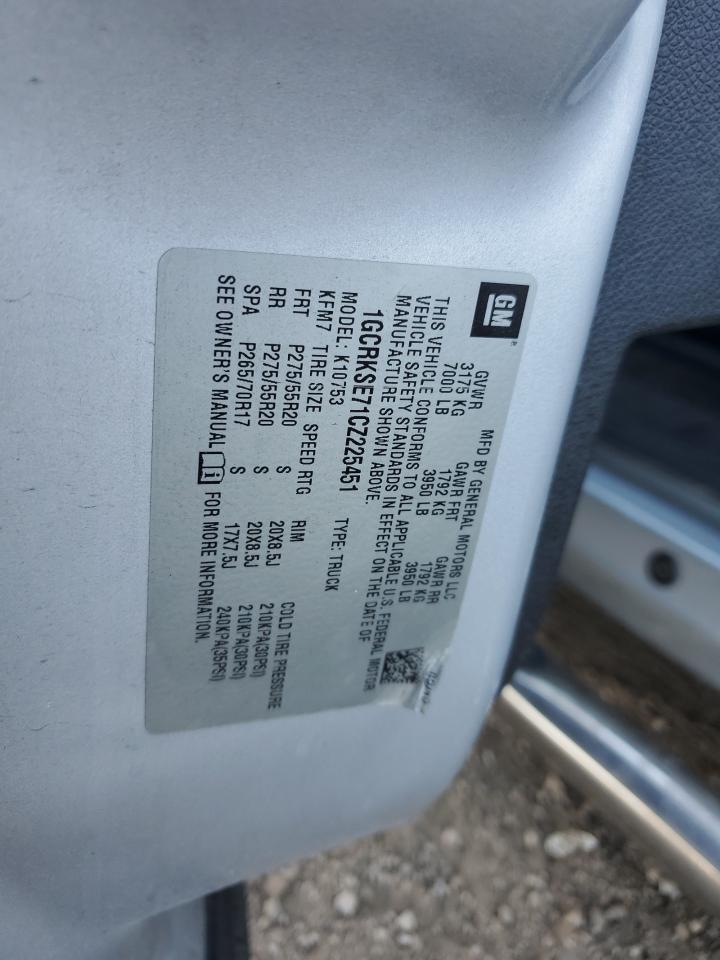 GM
MFD BY GENERAL MOTORS LLC
GVWR GAWR FRT GAWR RR
3175 KG 1792 KG 1792 KG
7000 LB 3950 LB 3950 LB
THIS VEHICLE CONFORMS TO ALL APPLICABLE U.S. FEDERAL MOTOR
VEHICLE SAFETY STANDARDS IN EFFECT ON THE DATE OF
MANUFACTURE SHOWN ABOVE.
1GCRKSE71CZ225451
MODEL: K10753 TYPE: TRUCK
KFM7 TIRE SIZE SPEED RTG RIM COLD TIRE PRESSURE
FRT P275/55R20 S 20X8.5J 210KPA(30PSI)
RR P275/55R20 S 20X8.5J 210KPA(30PSI)
SPA P265/70R17 S 17X7.5J 240KPA(35PSI)
SEE OWNER'S MANUAL FOR MORE INFORMATION.